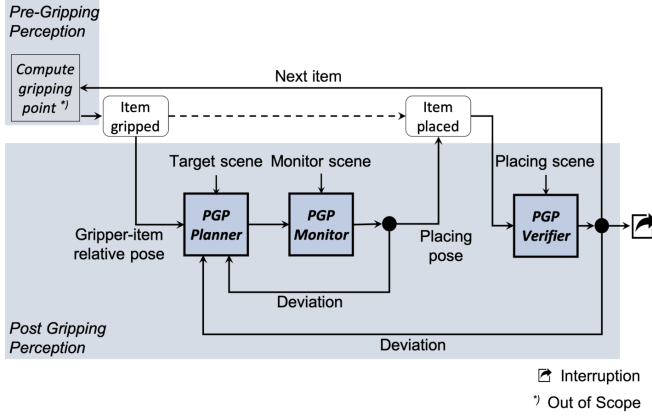 Pre-Gripping
Perception
Compute
gripping
point *)
Next item
Item
gripped
Item
placed
Target scene
Monitor scene
Placing scene
PGP
Planner
PGP
Monitor
PGP
Verifier
Gripper-item
relative pose
Placing
pose
Deviation
Deviation
Post Gripping
Perception
Interruption
*) Out of Scope